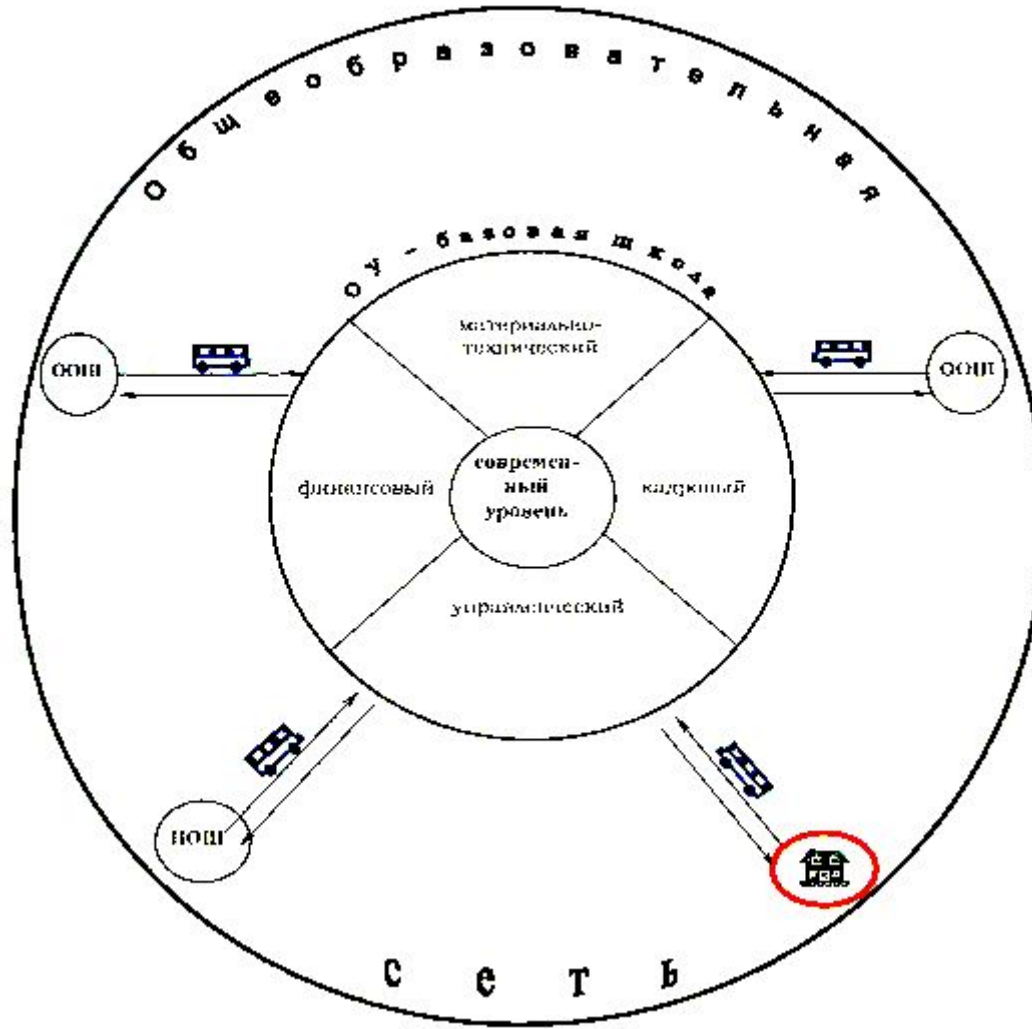 Общеобразовательная
ОУ - базовая школа
материально-
технический
ООШ
ООШ
современ-
ный
уровень
финансовый
кадровый
управленческий
НОШ
СЕТЬ